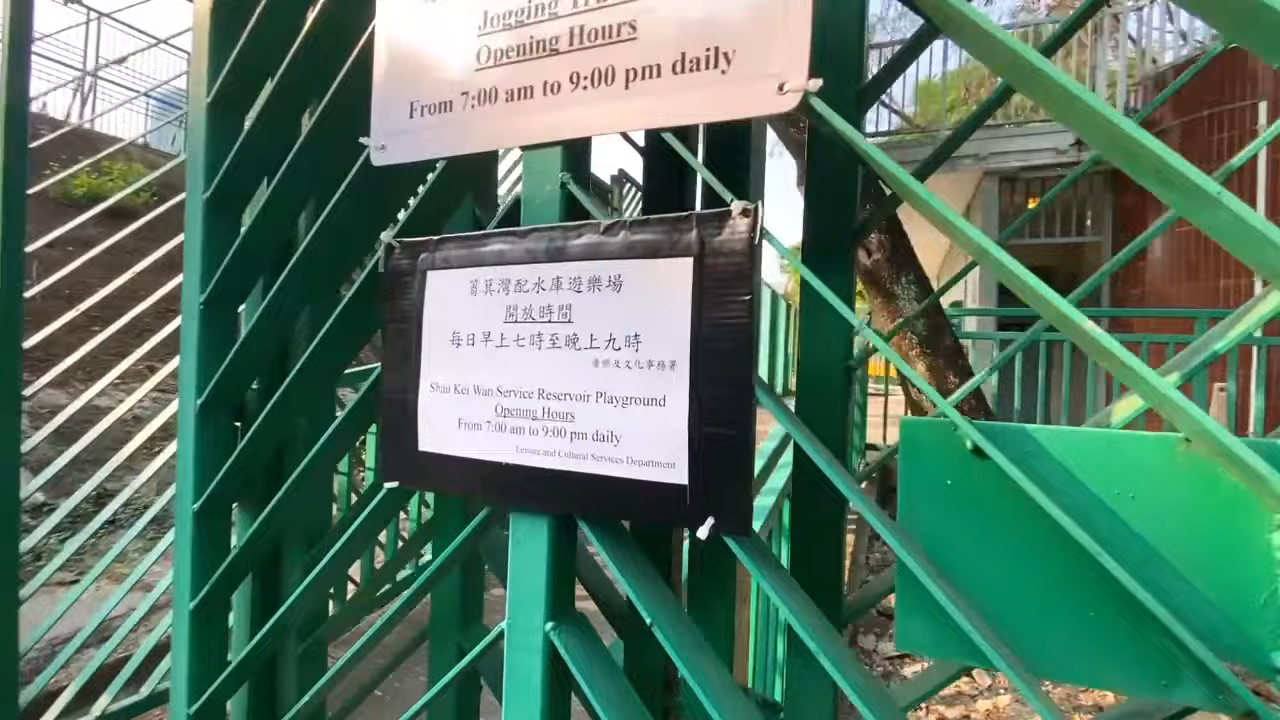 Jogging
Opening Hours
From 7:00 am to 9:00 pm daily
筲箕灣配水庫遊樂場
開放時間
每日早上七時至晚上九時
康樂及文化事務署
Shau Kei Wan Service Reservoir Playground
Opening Hours
From 7:00 am to 9:00 pm daily
Leisure and Cultural Services Department